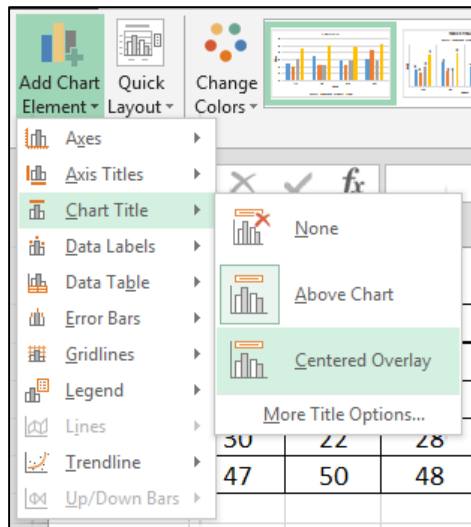 Add Chart Element
Quick Layout
Change Colors
Axes
Axis Titles
fx
Chart Title
None
Data Labels
Data Table
Above Chart
Error Bars
Gridlines
Centered Overlay
Legend
More Title Options...
Lines
30 22 28
Trendline
47 50 48
Up/Down Bars